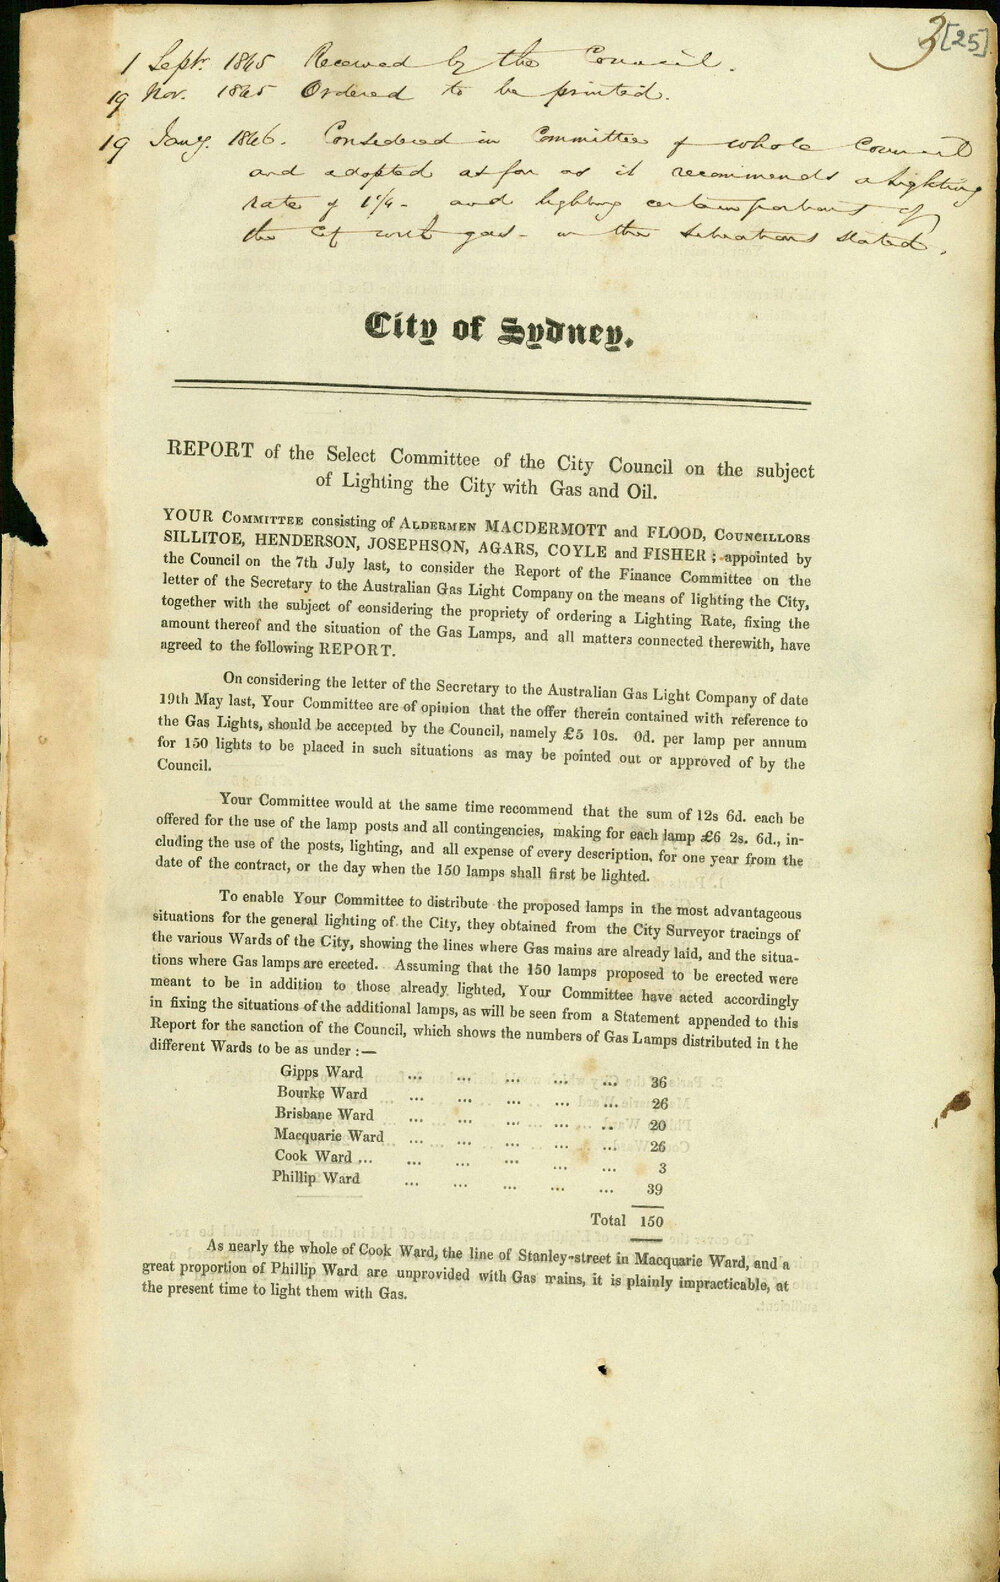 3 [25]
1 Sept. 1845 Received by the Council.
19 Nov. 1845 Ordered to be printed.
19 Jany. 1846. Considered in Committee of whole Council
and adopted as far as it recommends a lighting
rate of - and lighting certain portions of
the City with gas - in the situations stated.
City of Sydney.
REPORT of the Select Committee of the City Council on the subject
of Lighting the City with Gas and Oil.
YOUR COMMITTEE consisting of ALDERMEN MACDERMOTT and FLOOD, COUNCILLORS
SILLITOE, HENDERSON, JOSEPHSON, AGARS, COYLE and FISHER; appointed by
the Council on the 7th July last, to consider the Report of the Finance Committee on the
letter of the Secretary to the Australian Gas Light Company on the means of lighting the City,
together with the subject of considering the propriety of ordering a Lighting Rate, fixing the
amount thereof and the situation of the Gas Lamps, and all matters connected therewith, have
agreed to the following REPORT.
On considering the letter of the Secretary to the Australian Gas Light Company of date
19th May last, Your Committee are of opinion that the offer therein contained with reference to
the Gas Lights, should be accepted by the Council, namely £5 10s. 0d. per lamp per annum
for 150 lights to be placed in such situations as may be pointed out or approved of by the
Council.
Your Committee would at the same time recommend that the sum of 12s 6d. each be
offered for the use of the lamp posts and all contingencies, making for each lamp £6 2s. 6d., in-
cluding the use of the posts, lighting, and all expense of every description, for one year from the
date of the contract, or the day when the 150 lamps shall first be lighted.
To enable Your Committee to distribute the proposed lamps in the most advantageous
situations for the general lighting of the City, they obtained from the City Surveyor tracings of
the various Wards of the City, showing the lines where Gas mains are already laid, and the situa-
tions where Gas lamps are erected. Assuming that the 150 lamps proposed to be erected were
meant to be in addition to those already lighted, Your Committee have acted accordingly
in fixing the situations of the additional lamps, as will be seen from a Statement appended to this
Report for the sanction of the Council, which shows the numbers of Gas Lamps distributed in the
different Wards to be as under :—
Gipps Ward ... ... ... ... ... 36
Bourke Ward ... ... ... ... ... 26
Brisbane Ward ... ... ... ... .. 20
Macquarie Ward ... ... ... ... ... 26
Cook Ward ... ... ... ... ... 3
Phillip Ward ... ... ... ... ... 39
Total 150
As nearly the whole of Cook Ward, the line of Stanley-street in Macquarie Ward, and a
great proportion of Phillip Ward are unprovided with Gas mains, it is plainly impracticable, at
the present time to light them with Gas.